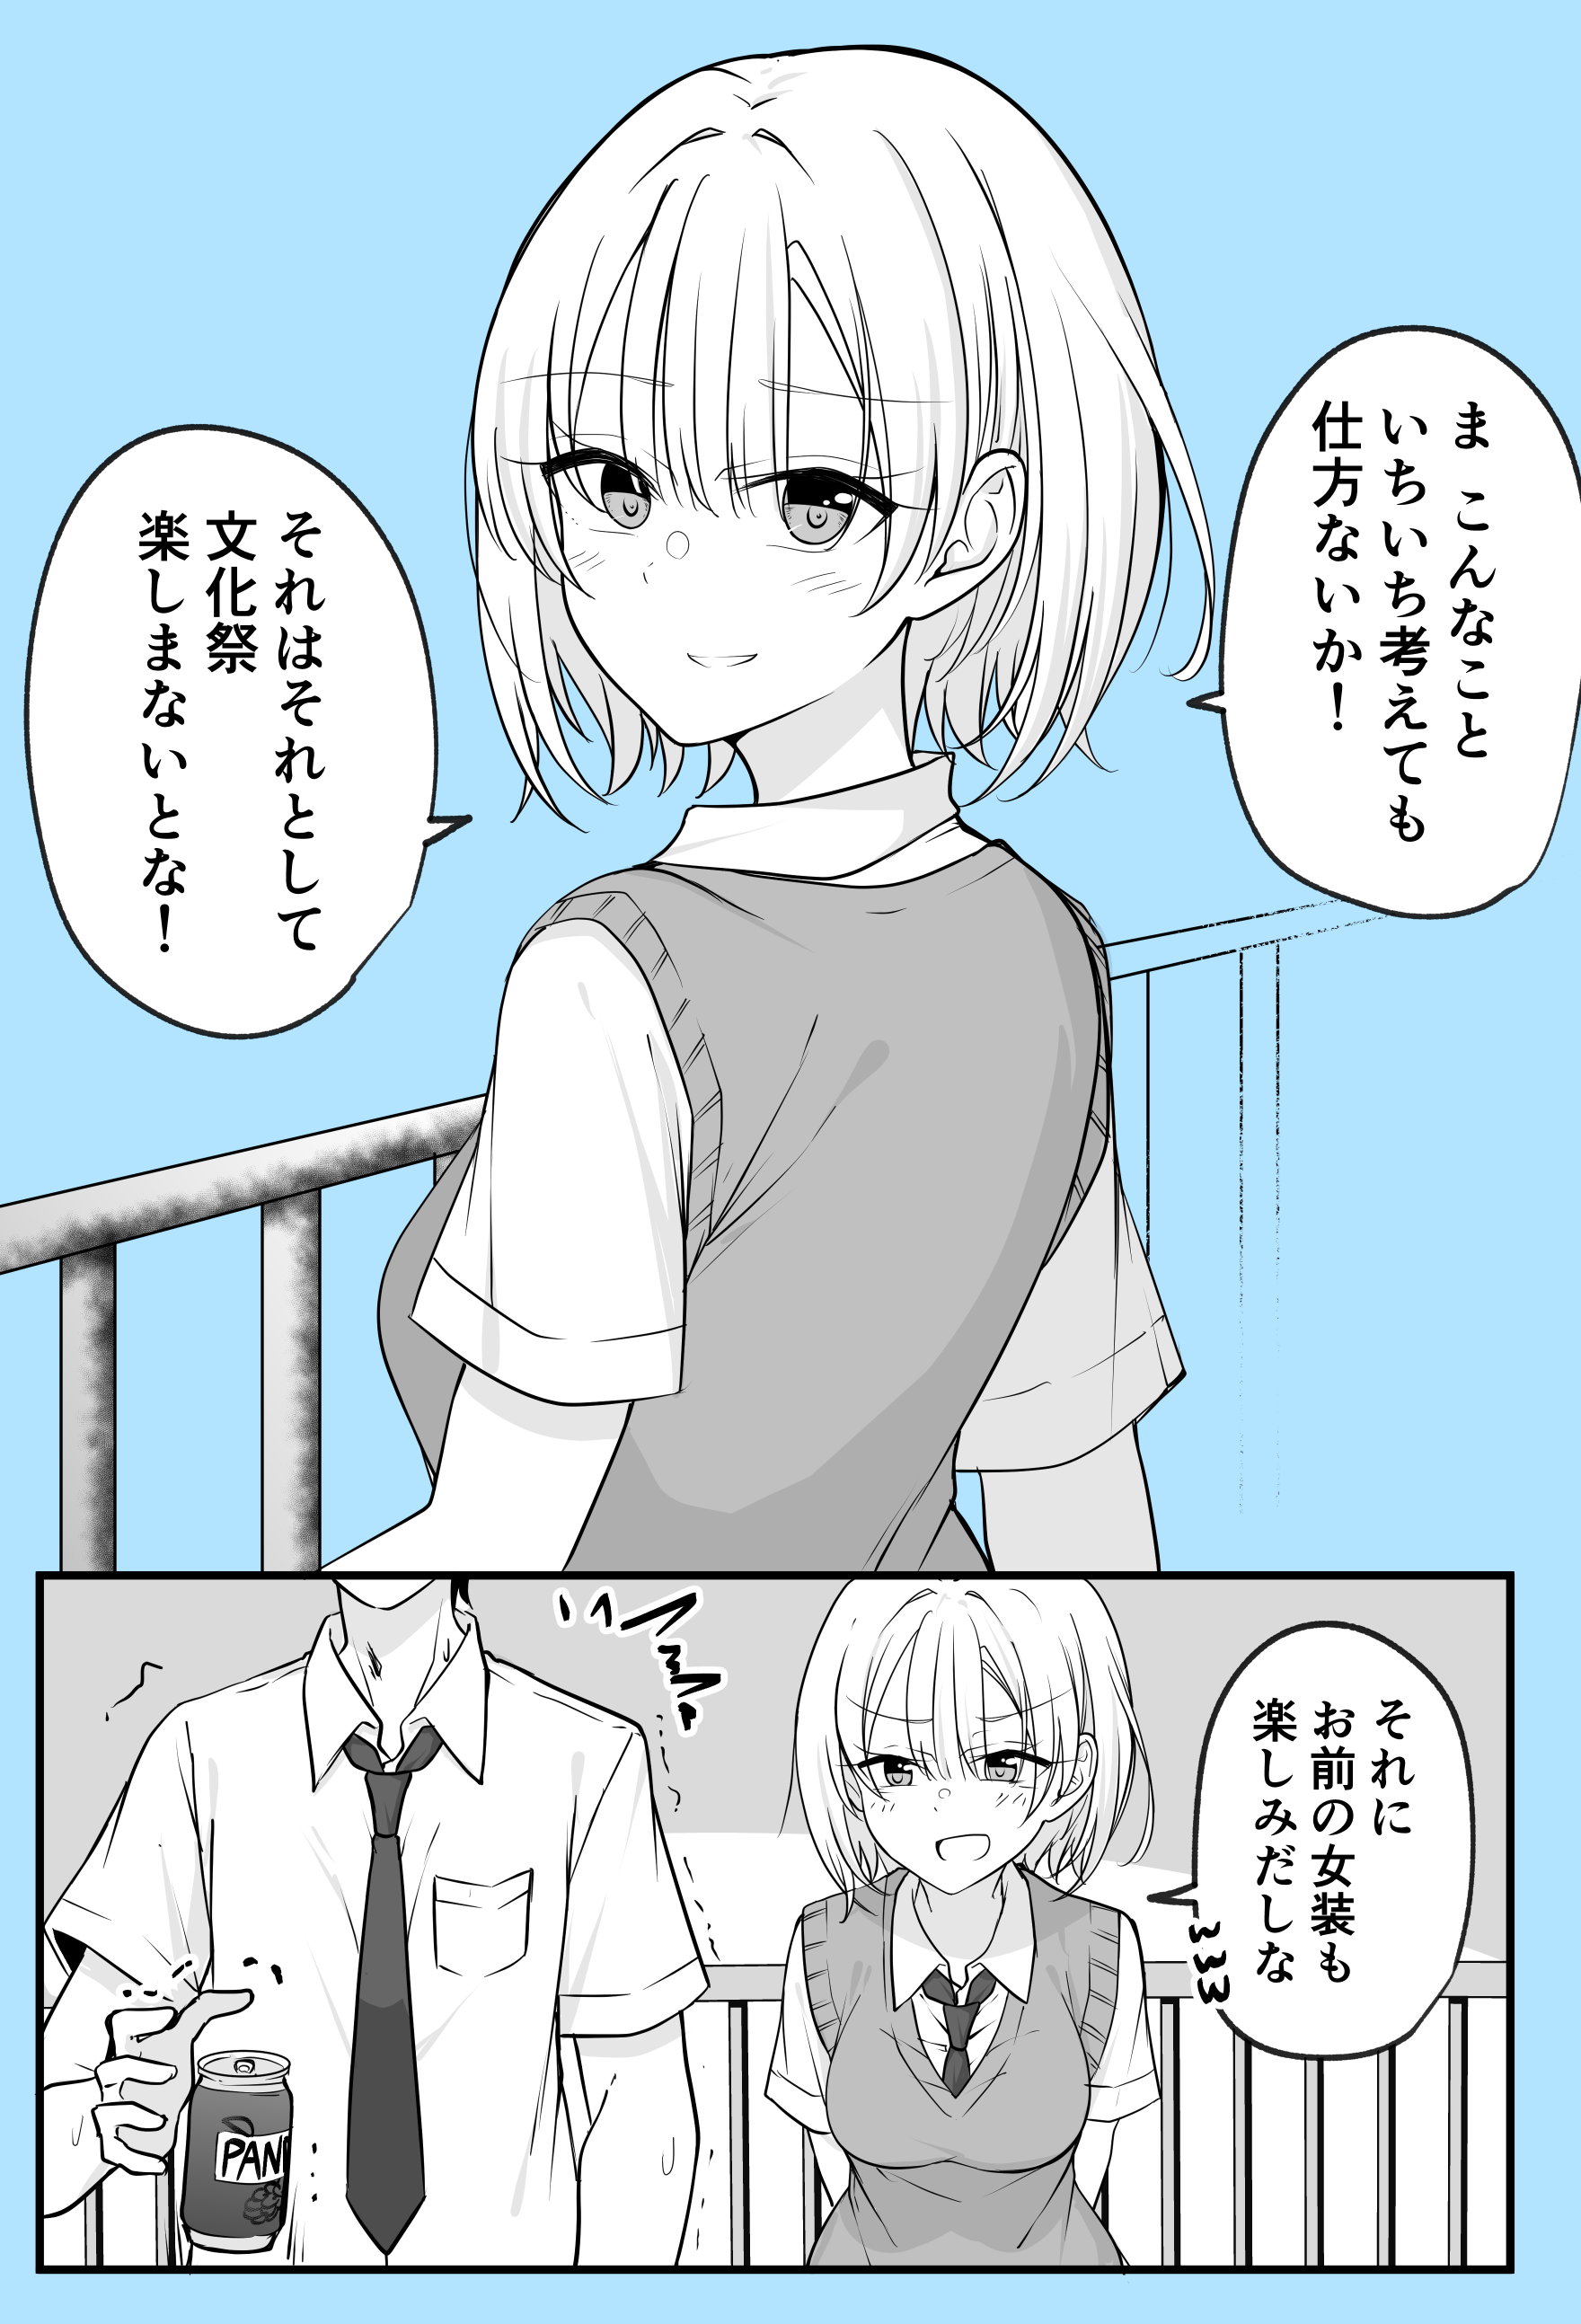 ま こんなこと
いちいち考えても
仕方ないか！
それはそれとして
文化祭
楽しまないとな！
それに
お前の女装も
楽しみだしな
PAN